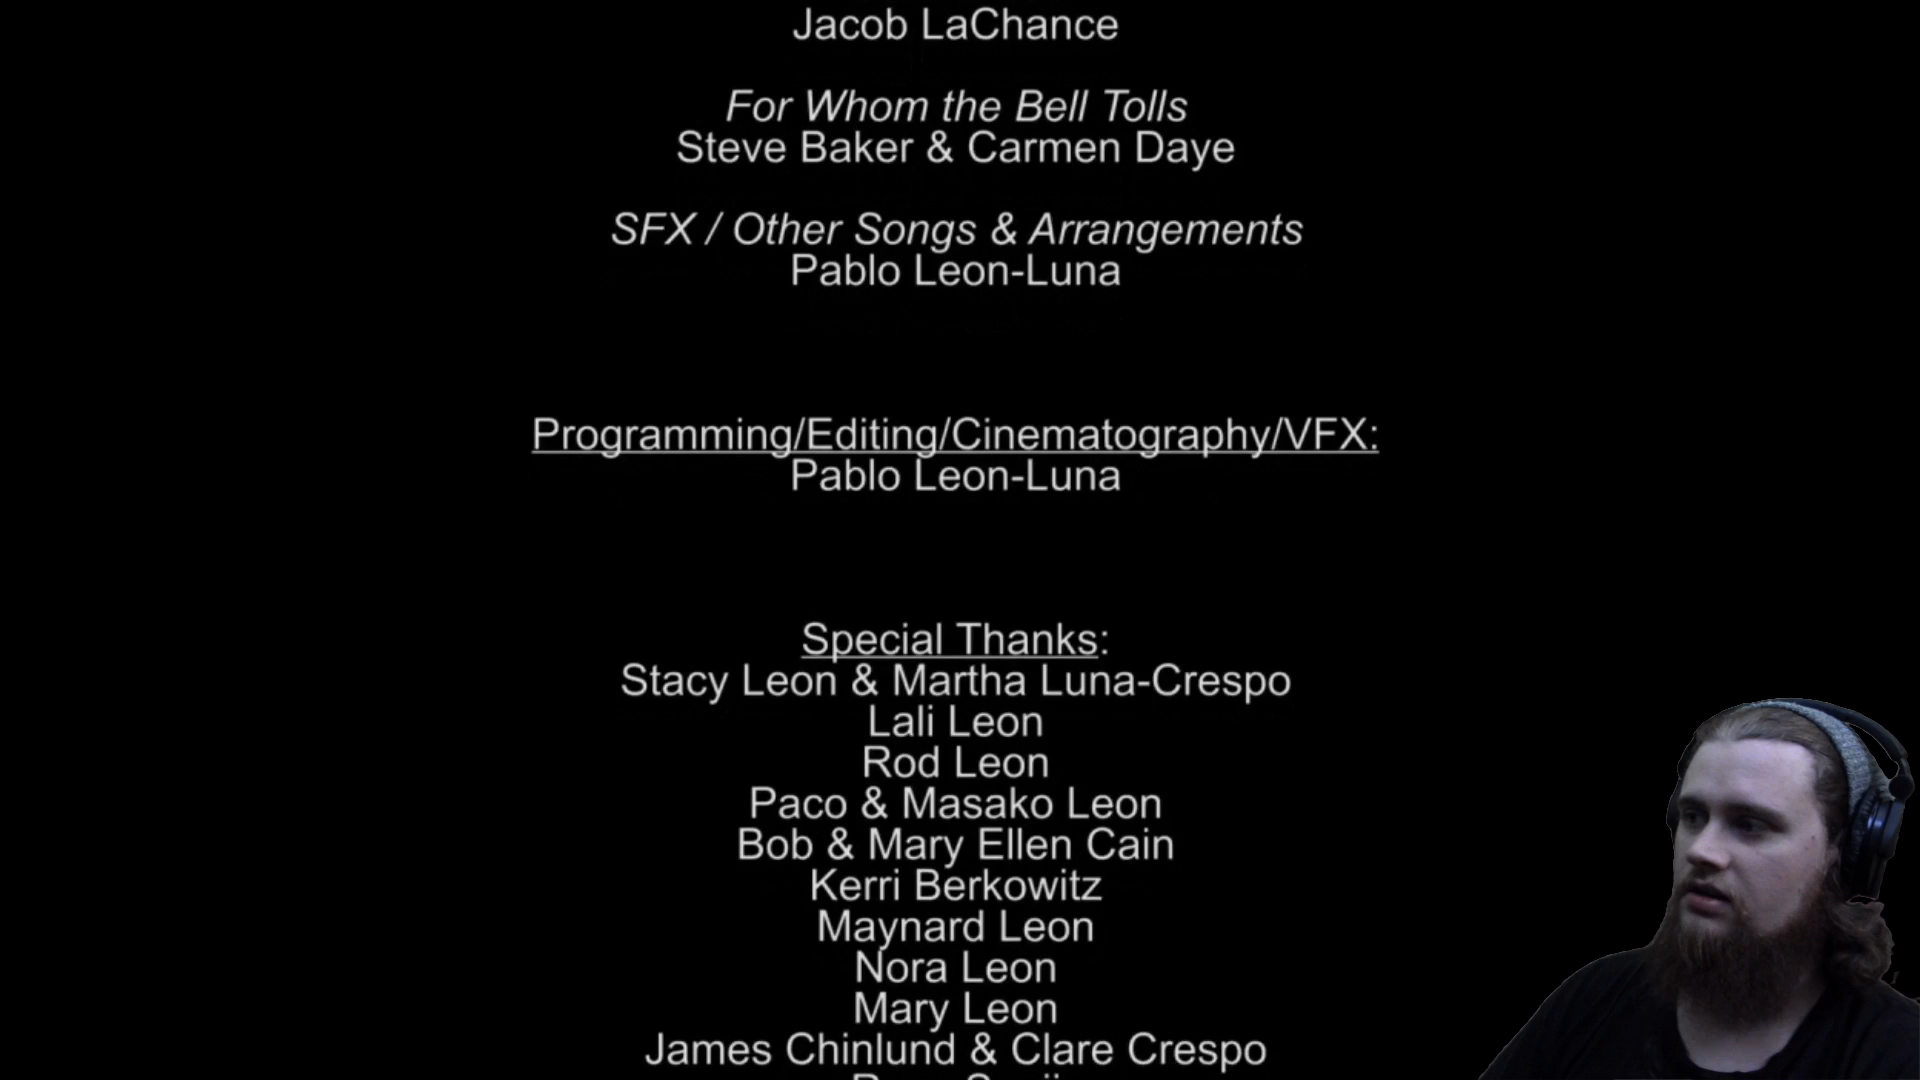 Jacob LaChance
For Whom the Bell Tolls
Steve Baker & Carmen Daye
SFX / Other Songs & Arrangements
Pablo Leon-Luna
Programming/Editing/Cinematography/VFX:
Pablo Leon-Luna
Special Thanks:
Stacy Leon & Martha Luna-Crespo
Lali Leon
Rod Leon
Paco & Masako Leon
Bob & Mary Ellen Cain
Kerri Berkowitz
Maynard Leon
Nora Leon
Mary Leon
James Chinlund & Clare Crespo